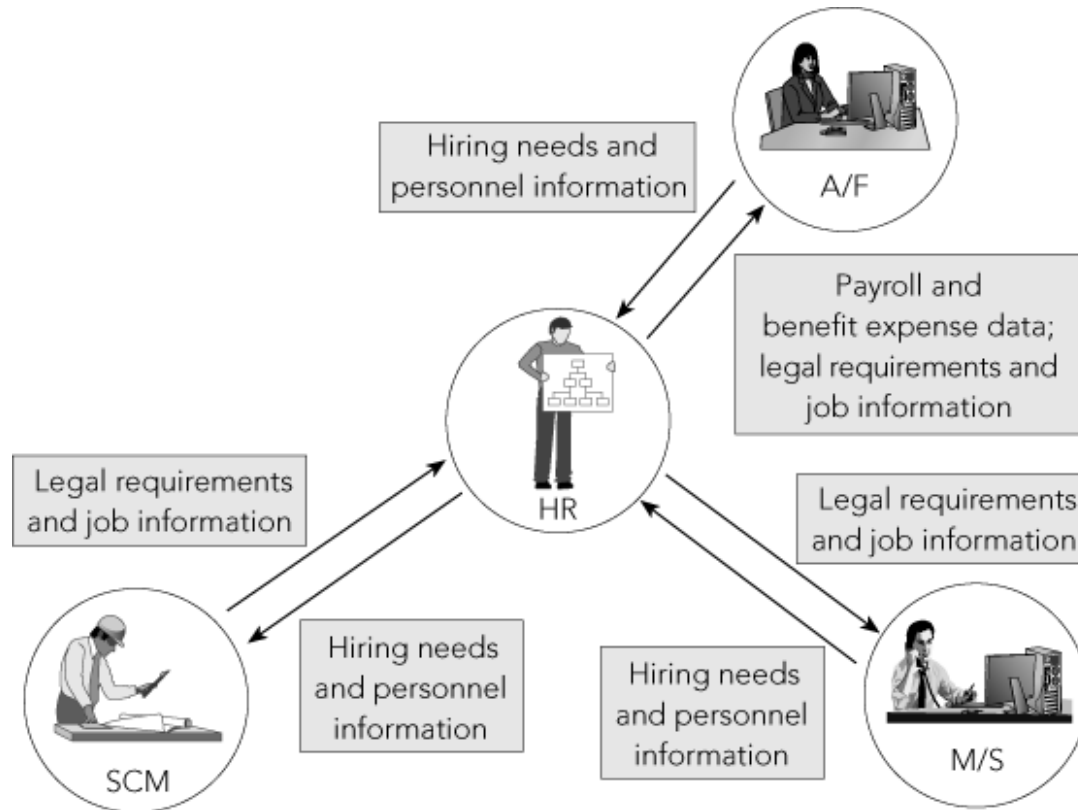 Hiring needs and
personnel information
A/F
Payroll and
benefit expense data;
legal requirements and
job information
HR
Legal requirements
and job information
Legal requirements
and job information
SCM
Hiring needs
and personnel
information
Hiring needs
and personnel
information
M/S